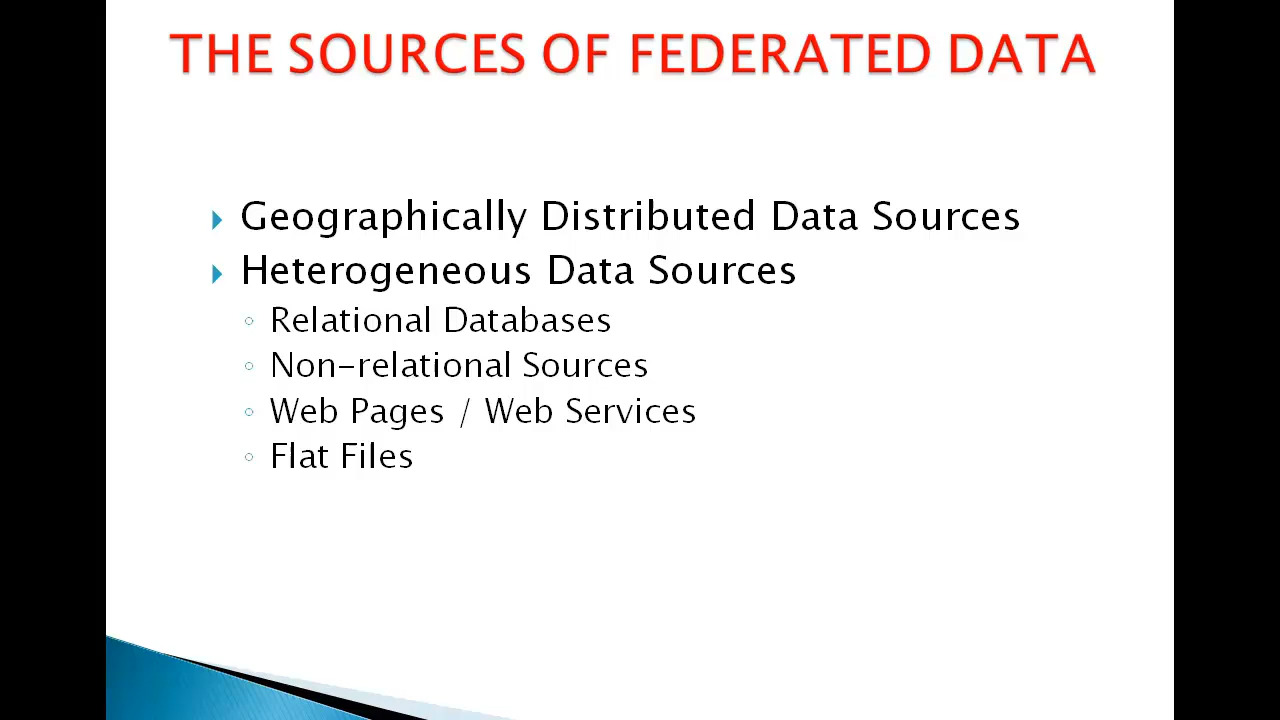 THE SOURCES OF FEDERATED DATA
Geographically Distributed Data Sources
Heterogeneous Data Sources
Relational Databases
Non-relational Sources
Web Pages / Web Services
Flat Files